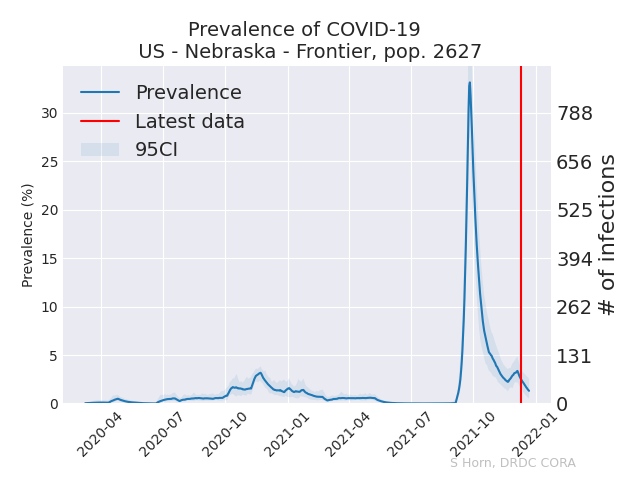 Prevalence of COVID-19
US - Nebraska - Frontier, pop. 2627
Prevalence
Latest data
95CI
Prevalence (%)
30
25
20
15
10
5
0
788
656
525
394
262
131
0
# of infections
2020-04
2020-07
2020-10
2021-01
2021-04
2021-07
2021-10
2022-01
S Horn, DRDC CORA